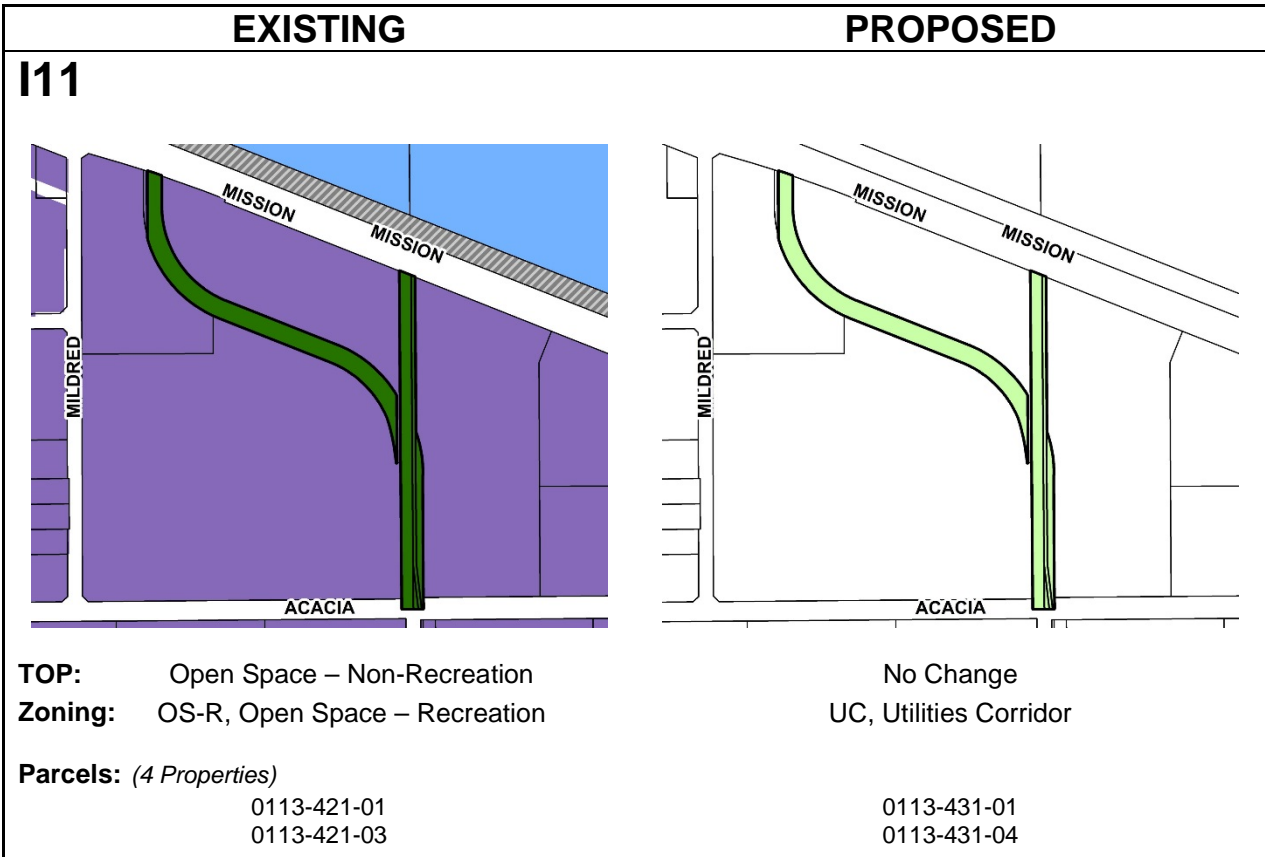 EXISTING PROPOSED
I11
MISSION
MISSION
MILDRED
ACACIA
MISSION
MISSION
MILDRED
ACACIA
TOP: Open Space – Non-Recreation No Change
Zoning: OS-R, Open Space – Recreation UC, Utilities Corridor
Parcels: (4 Properties)
0113-421-01 0113-431-01
0113-421-03 0113-431-04